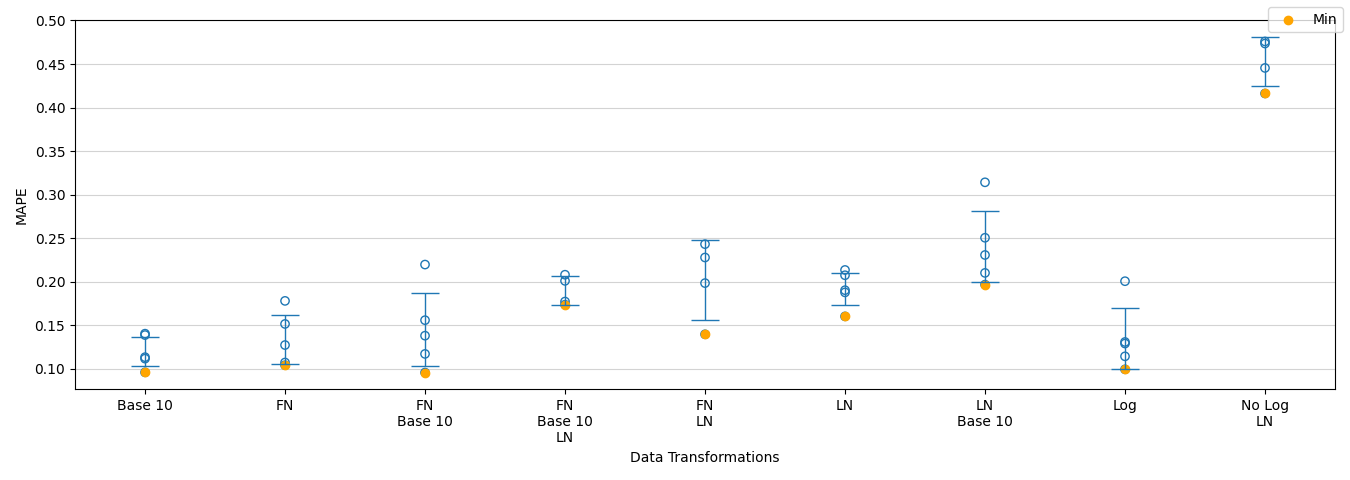 Min
0.50
0.45
0.40
0.35
0.30
0.25
0.20
0.15
0.10
MAPE
Base 10
FN
FN
Base 10
FN
Base 10
LN
FN
LN
LN
LN
Base 10
Log
No Log
LN
Data Transformations